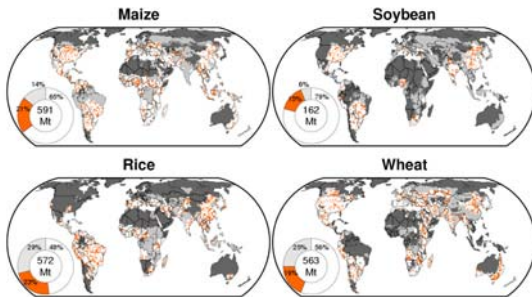 Maize
14%
65%
21%
591
Mt
Soybean
6%
79%
15%
162
Mt
Rice
29%
48%
23%
572
Mt
Wheat
25%
56%
19%
563
Mt